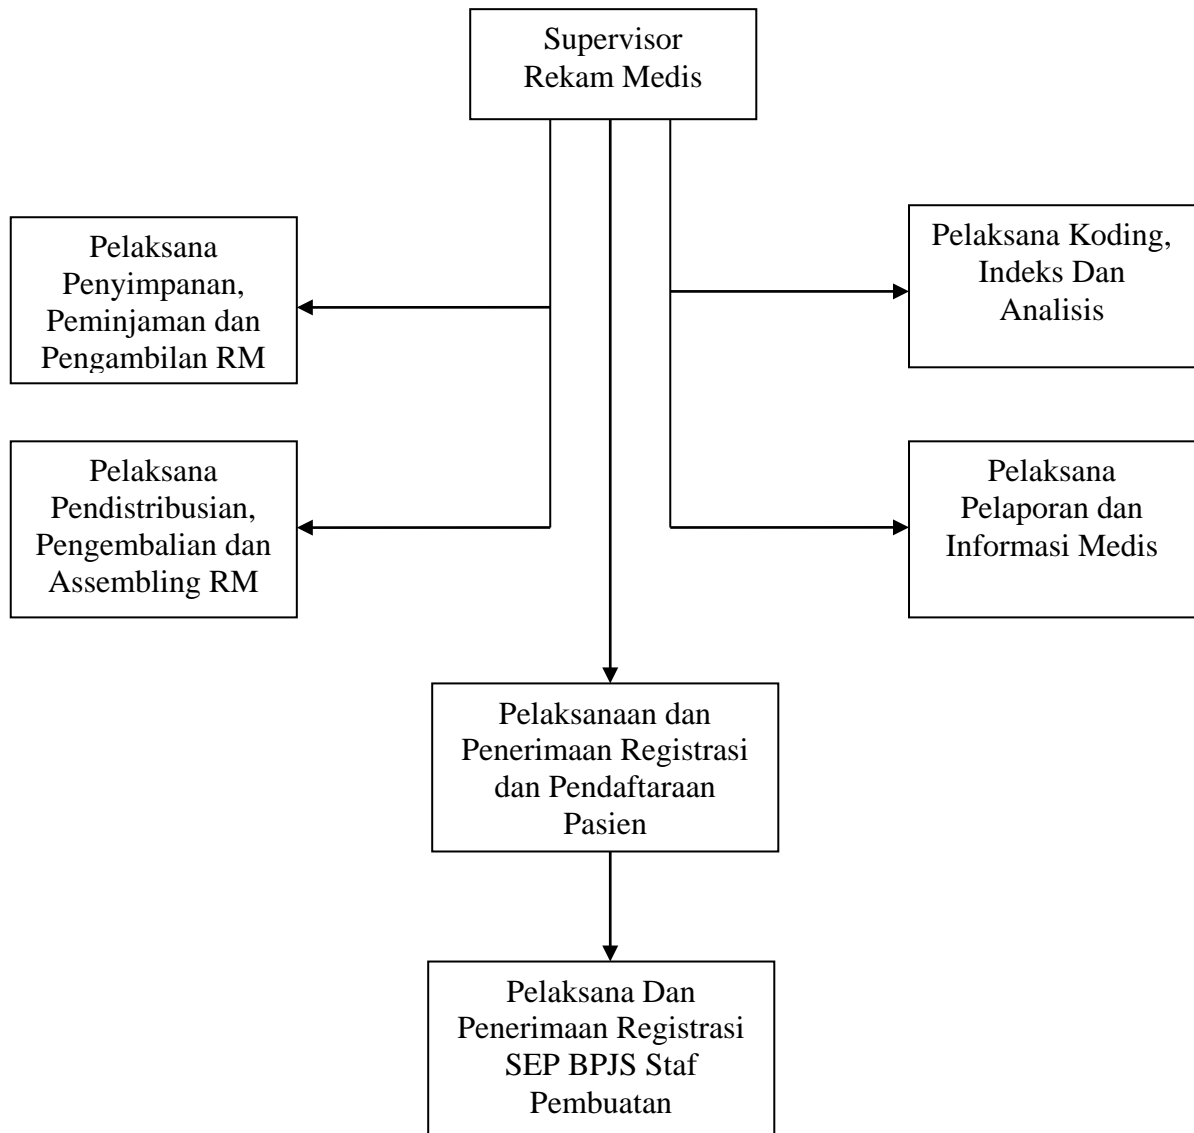 Supervisor
Rekam Medis
Pelaksana
Penyimpanan,
Peminjaman dan
Pengambilan RM
Pelaksana Koding,
Indeks Dan
Analisis
Pelaksana
Pendistribusian,
Pengembalian dan
Assembling RM
Pelaksana
Pelaporan dan
Informasi Medis
Pelaksanaan dan
Penerimaan Registrasi
dan Pendaftaraan
Pasien
Pelaksana Dan
Penerimaan Registrasi
SEP BPJS Staf
Pembuatan